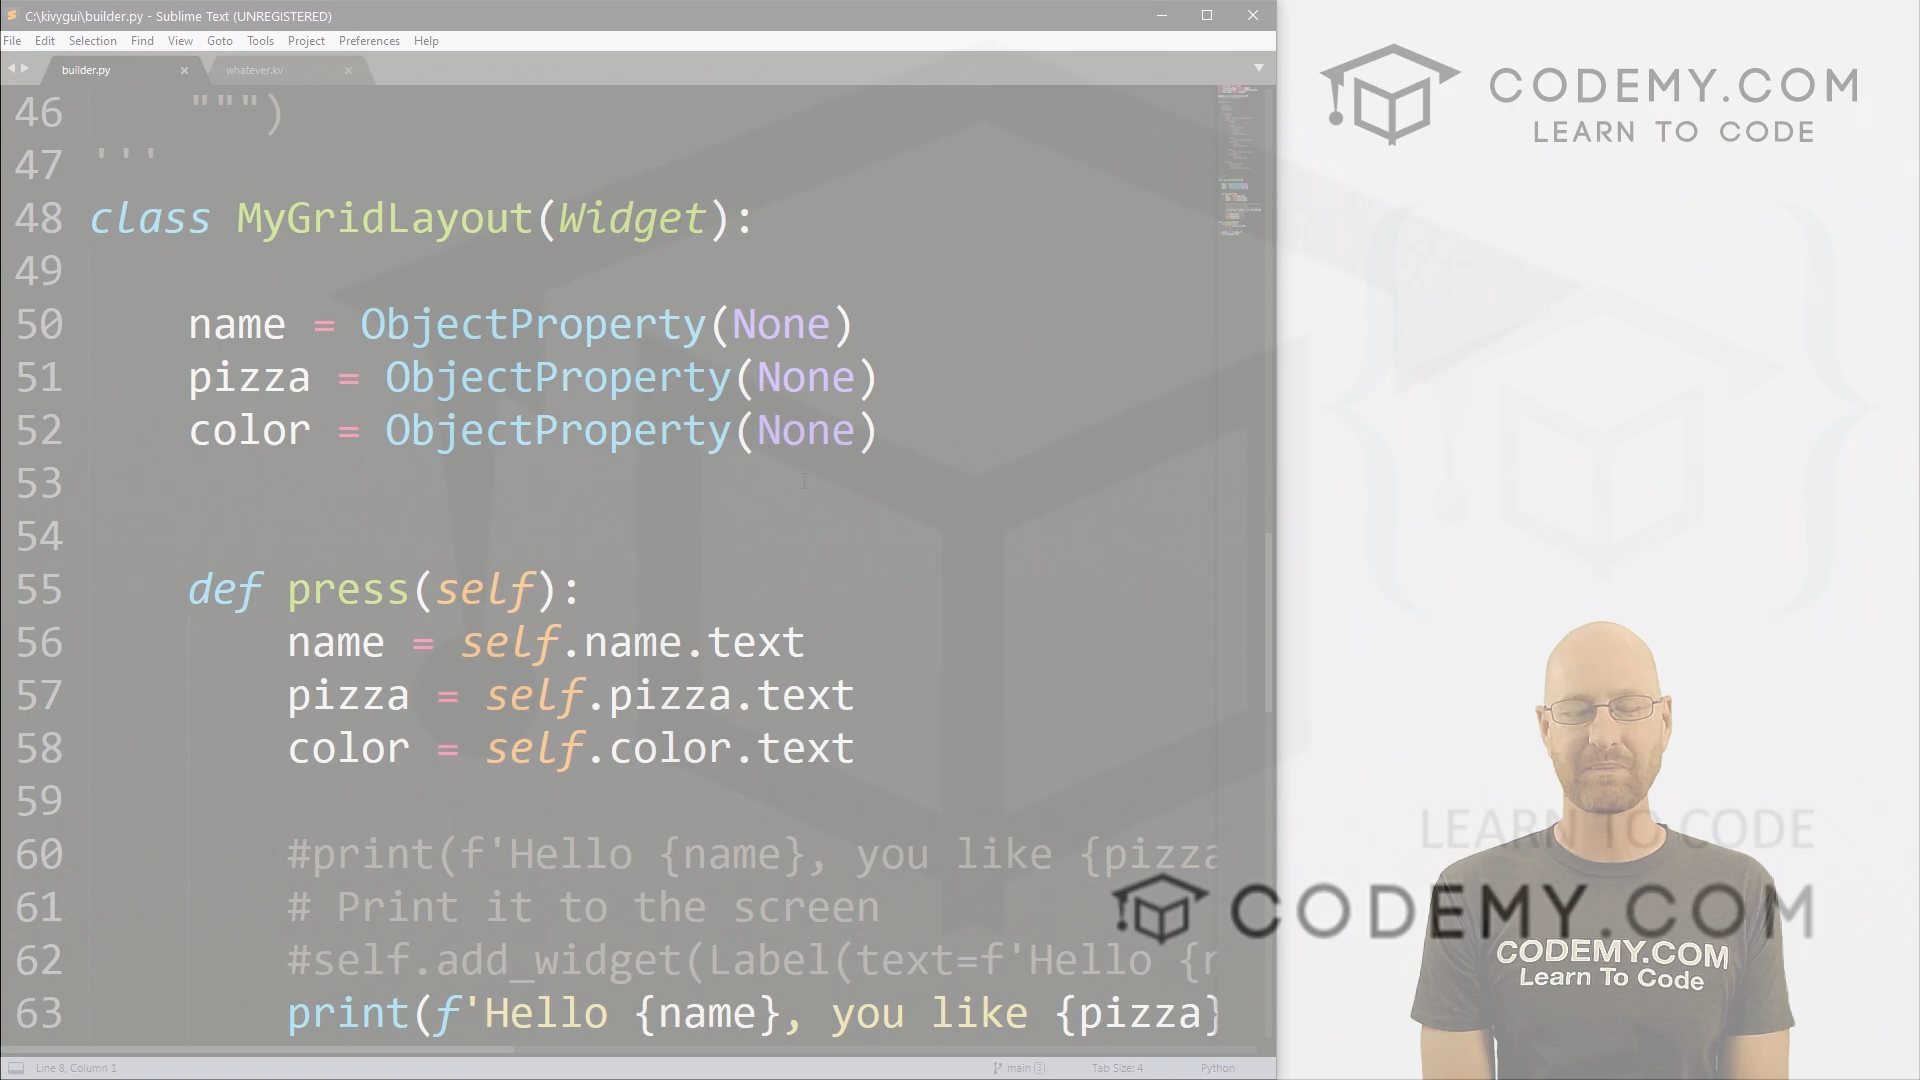 C:\kivygui\builder.py - Sublime Text (UNREGISTERED)
File Edit Selection Find View Goto Tools Project Preferences Help
builder.py
whatever.kv
46 """)
47 '''
48 class MyGridLayout(Widget):
49
50 name = ObjectProperty(None)
51 pizza = ObjectProperty(None)
52 color = ObjectProperty(None)
53
54
55 def press(self):
56 name = self.name.text
57 pizza = self.pizza.text
58 color = self.color.text
59
60 #print(f'Hello {name}, you like {pizza
61 # Print it to the screen
62 #self.add_widget(Label(text=f'Hello {n
63 print(f'Hello {name}, you like {pizza}
Line 8, Column 1
main 3
Tab Size: 4
Python
CODEMY.COM
LEARN TO CODE
LEARN TO CODE
CODEMY.COM
CODEMY.COM
Learn To Code